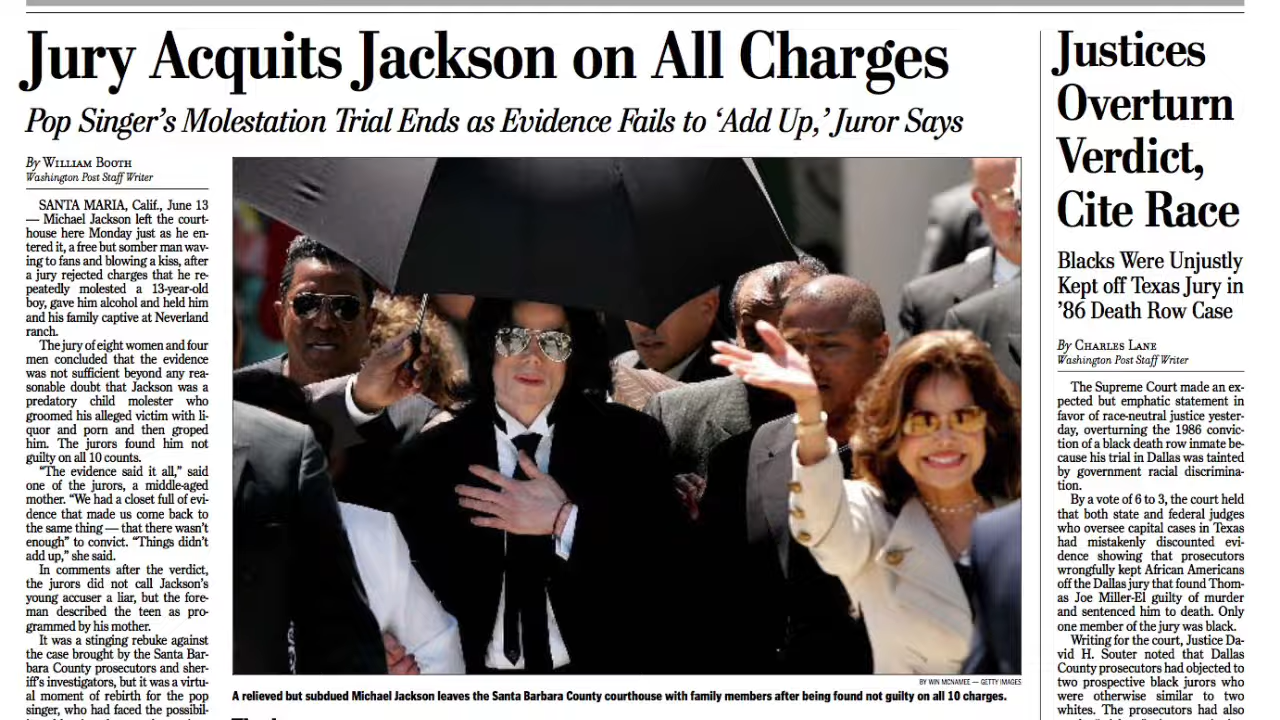 Jury Acquits Jackson on All Charges
Pop Singer's Molestation Trial Ends as Evidence Fails to 'Add Up,' Juror Says
By WILLIAM BOOTH
Washington Post Staff Writer
SANTA MARIA, Calif., June 13
— Michael Jackson left the court-
house here Monday just as he en-
tered it, a free but somber man wav-
ing to fans and blowing a kiss, after
a jury rejected charges that he re-
peatedly molested a 13-year-old
boy, gave him alcohol and held him
and his family captive at Neverland
ranch.
The jury of eight women and four
men concluded that the evidence
was not sufficient beyond any rea-
sonable doubt that Jackson was a
predatory child molester who
groomed his alleged victim with li-
quor and porn and then groped
him. The jurors found him not
guilty on all 10 counts.
"The evidence said it all," said
one of the jurors, a middle-aged
mother. "We had a closet full of evi-
dence that made us come back to
the same thing — that there wasn't
enough" to convict. "Things didn't
add up," she said.
In comments after the verdict,
the jurors did not call Jackson's
young accuser a liar, but the fore-
man described the teen as pro-
grammed by his mother.
It was a stinging rebuke against
the case brought by the Santa Bar-
bara County prosecutors and sher-
iff's investigators, but it was a virtu-
al moment of rebirth for the pop
singer, who had faced the possibil-
BY WIN MCNAMEE — GETTY IMAGES
A relieved but subdued Michael Jackson leaves the Santa Barbara County courthouse with family members after being found not guilty on all 10 charges.
Justices
Overturn
Verdict,
Cite Race
Blacks Were Unjustly
Kept off Texas Jury in
'86 Death Row Case
By CHARLES LANE
Washington Post Staff Writer
The Supreme Court made an ex-
pected but emphatic statement in
favor of race-neutral justice yester-
day, overturning the 1986 convic-
tion of a black death row inmate be-
cause his trial in Dallas was tainted
by government racial discrimina-
tion.
By a vote of 6 to 3, the court held
that both state and federal judges
who oversee capital cases in Texas
had mistakenly discounted evi-
dence showing that prosecutors
wrongfully kept African Americans
off the Dallas jury that found Thom-
as Joe Miller-El guilty of murder
and sentenced him to death. Only
one member of the jury was black.
Writing for the court, Justice Da-
vid H. Souter noted that Dallas
County prosecutors had objected to
two prospective black jurors who
were otherwise similar to two
whites. The prosecutors had also